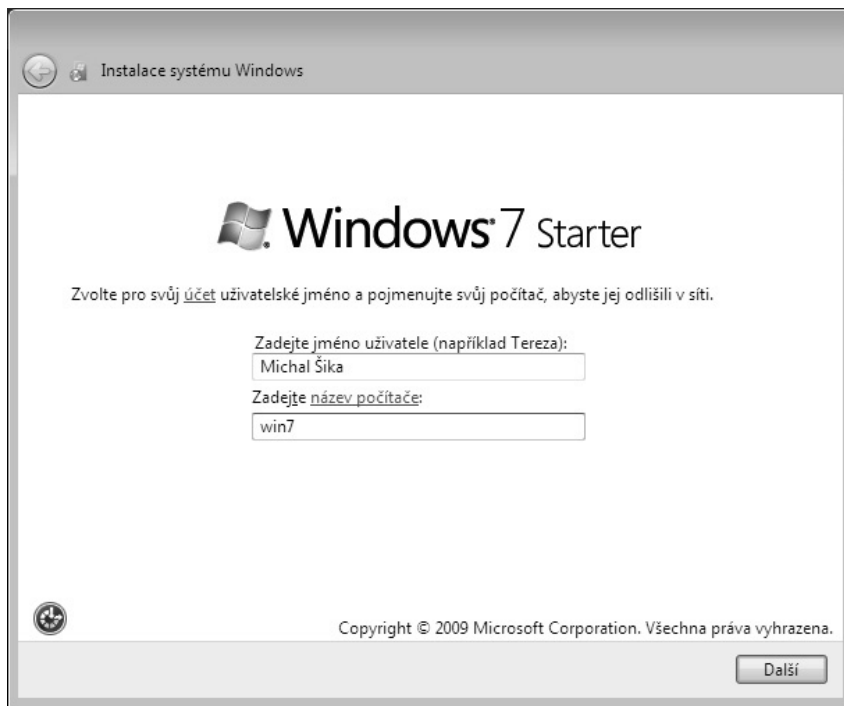 Instalace systému Windows
Windows 7 Starter
Zvolte pro svůj účet uživatelské jméno a pojmenujte svůj počítač, abyste jej odlišili v síti.
Zadejte jméno uživatele (například Tereza):
Michal Šika
Zadejte název počítače:
win7
Copyright © 2009 Microsoft Corporation. Všechna práva vyhrazena.
Další